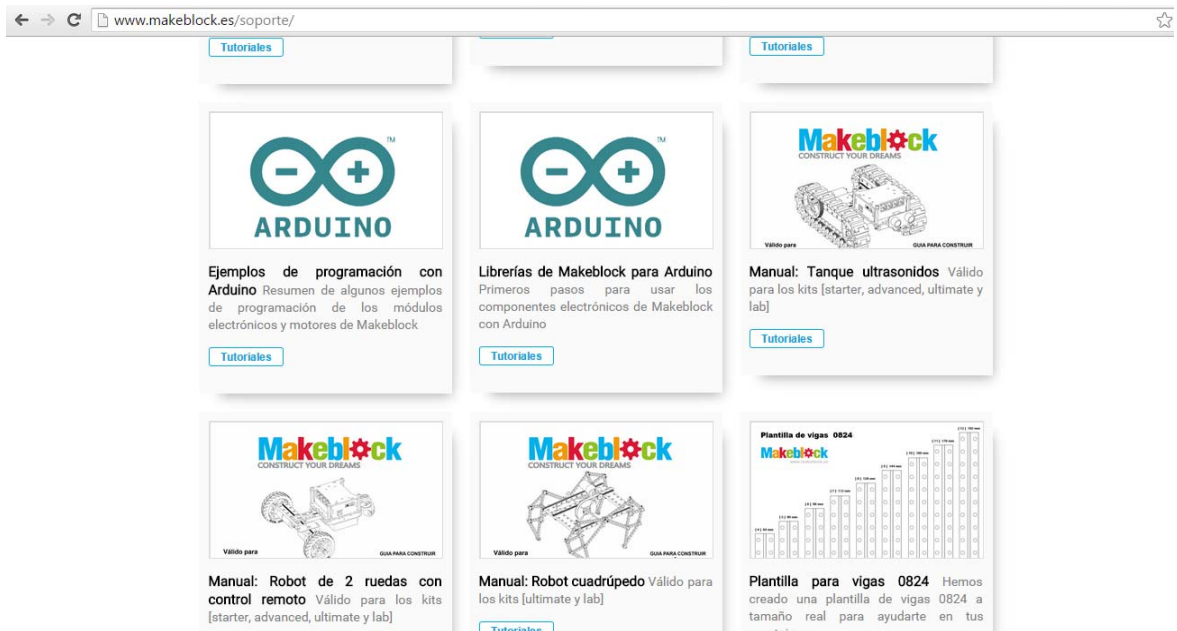 www.makeblock.es/soporte/
Tutoriales
Tutoriales
ARDUINO
TM
Ejemplos de programación con
Arduino Resumen de algunos ejemplos
de programación de los módulos
electrónicos y motores de Makeblock
Tutoriales
ARDUINO
TM
Librerías de Makeblock para Arduino
Primeros pasos para usar los
componentes electrónicos de Makeblock
con Arduino
Tutoriales
Makeblock
CONSTRUCT YOUR DREAMS
Válido para
GUIA PARA CONSTRUIR
Manual: Tanque ultrasonidos Válido
para los kits [starter, advanced, ultimate y
lab]
Tutoriales
Makeblock
CONSTRUCT YOUR DREAMS
Válido para
GUIA PARA CONSTRUIR
Manual: Robot de 2 ruedas con
control remoto Válido para los kits
[starter, advanced, ultimate y lab]
Makeblock
CONSTRUCT YOUR DREAMS
Válido para
GUIA PARA CONSTRUIR
Manual: Robot cuadrúpedo Válido para
los kits [ultimate y lab]
Tutoriales
Plantilla de vigas 0824
Makeblock
Plantilla para vigas 0824 Hemos
creado una plantilla de vigas 0824 a
tamaño real para ayudarte en tus